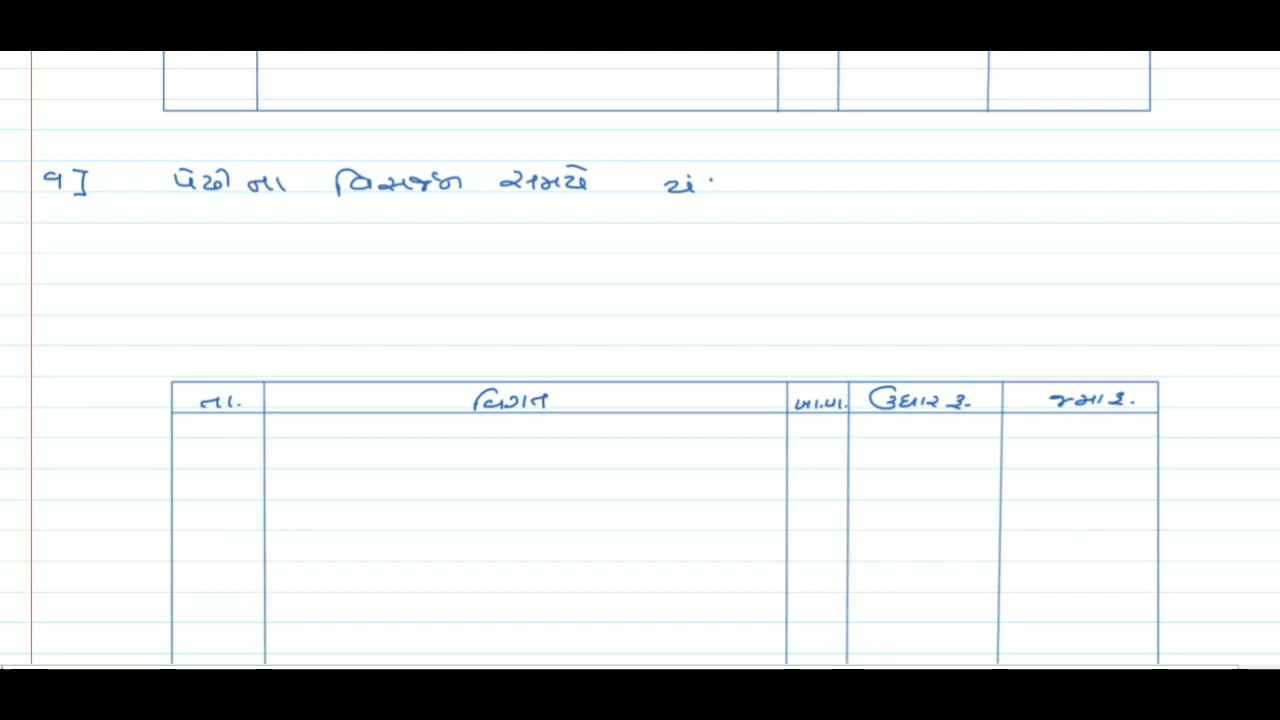 ૧] પેઢીના વિસર્જન સમયે યં
તા. વિગત ખા.પા. ઉધાર રૂ. જમા રૂ.